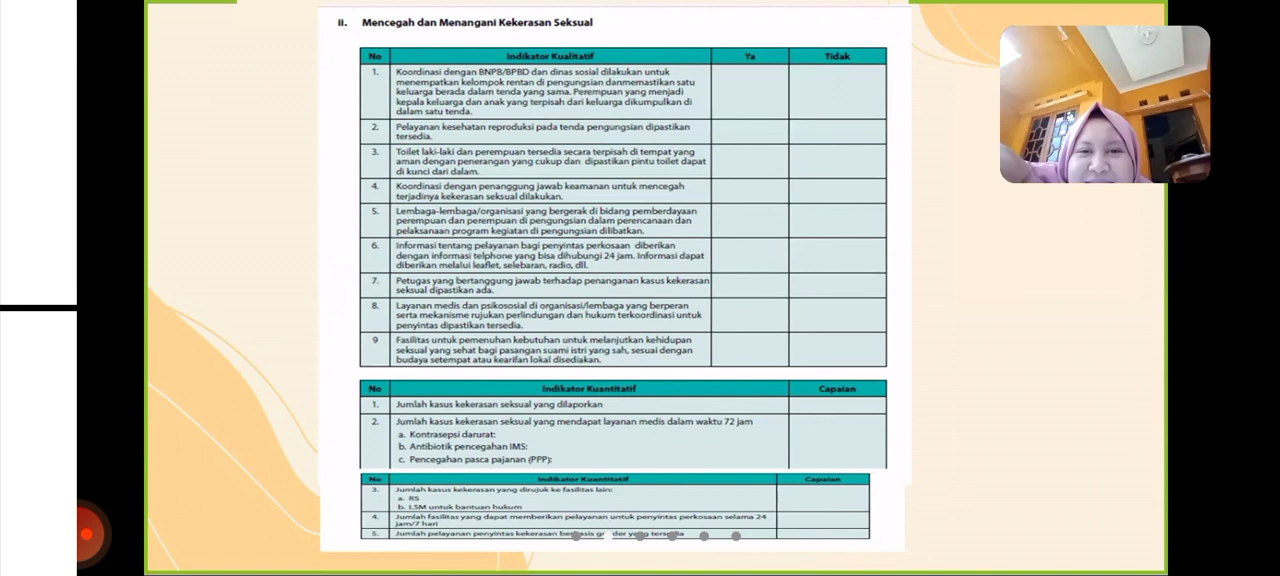 ii. Mencegah dan Menangani Kekerasan Seksual
No Indikator Kualitatif Ya Tidak
1. Koordinasi dengan BNPB/BPBD dan dinas sosial dilakukan untuk
menempatkan kelompok rentan di pengungsian danmemastikan satu
keluarga berada dalam tenda yang sama. Perempuan yang menjadi
kepala keluarga dan anak yang terpisah dari keluarga dikumpulkan di
dalam satu tenda.
2. Pelayanan kesehatan reproduksi pada tenda pengungsian dipastikan
tersedia.
3. Toilet laki-laki dan perempuan tersedia secara terpisah di tempat yang
aman dengan penerangan yang cukup dan dipastikan pintu toilet dapat
di kunci dari dalam.
4. Koordinasi dengan penanggung jawab keamanan untuk mencegah
terjadinya kekerasan seksual dilakukan.
5. Lembaga-lembaga/organisasi yang bergerak di bidang pemberdayaan
perempuan dan perempuan di pengungsian dalam perencanaan dan
pelaksanaan program kegiatan di pengungsian dilibatkan.
6. Informasi tentang pelayanan bagi penyintas perkosaan diberikan
dengan informasi telphone yang bisa dihubungi 24 jam. Informasi dapat
diberikan melalui leaflet, selebaran, radio, dll.
7. Petugas yang bertanggung jawab terhadap penanganan kasus kekerasan
seksual dipastikan ada.
8. Layanan medis dan psikososial di organisasi/lembaga yang berperan
serta mekanisme rujukan perlindungan dan hukum terkoordinasi untuk
penyintas dipastikan tersedia.
9 Fasilitas untuk pemenuhan kebutuhan untuk melanjutkan kehidupan
seksual yang sehat bagi pasangan suami istri yang sah, sesuai dengan
budaya setempat atau kearifan lokal disediakan.
No Indikator Kuantitatif Capaian
1. Jumlah kasus kekerasan seksual yang dilaporkan
2. Jumlah kasus kekerasan seksual yang mendapat layanan medis dalam waktu 72 jam
a. Kontrasepsi darurat:
b. Antibiotik pencegahan IMS:
c. Pencegahan pasca pajanan (PPP):
No Indikator Kuantitatif Capaian
3. Jumlah kasus kekerasan yang dirujuk ke fasilitas lain:
a. RS
b. LSM untuk bantuan hukum
4. Jumlah fasilitas yang dapat memberikan pelayanan untuk penyintas perkosaan selama 24
jam/7 hari
5. Jumlah pelayanan penyintas kekerasan berbasis gender yang tersedia